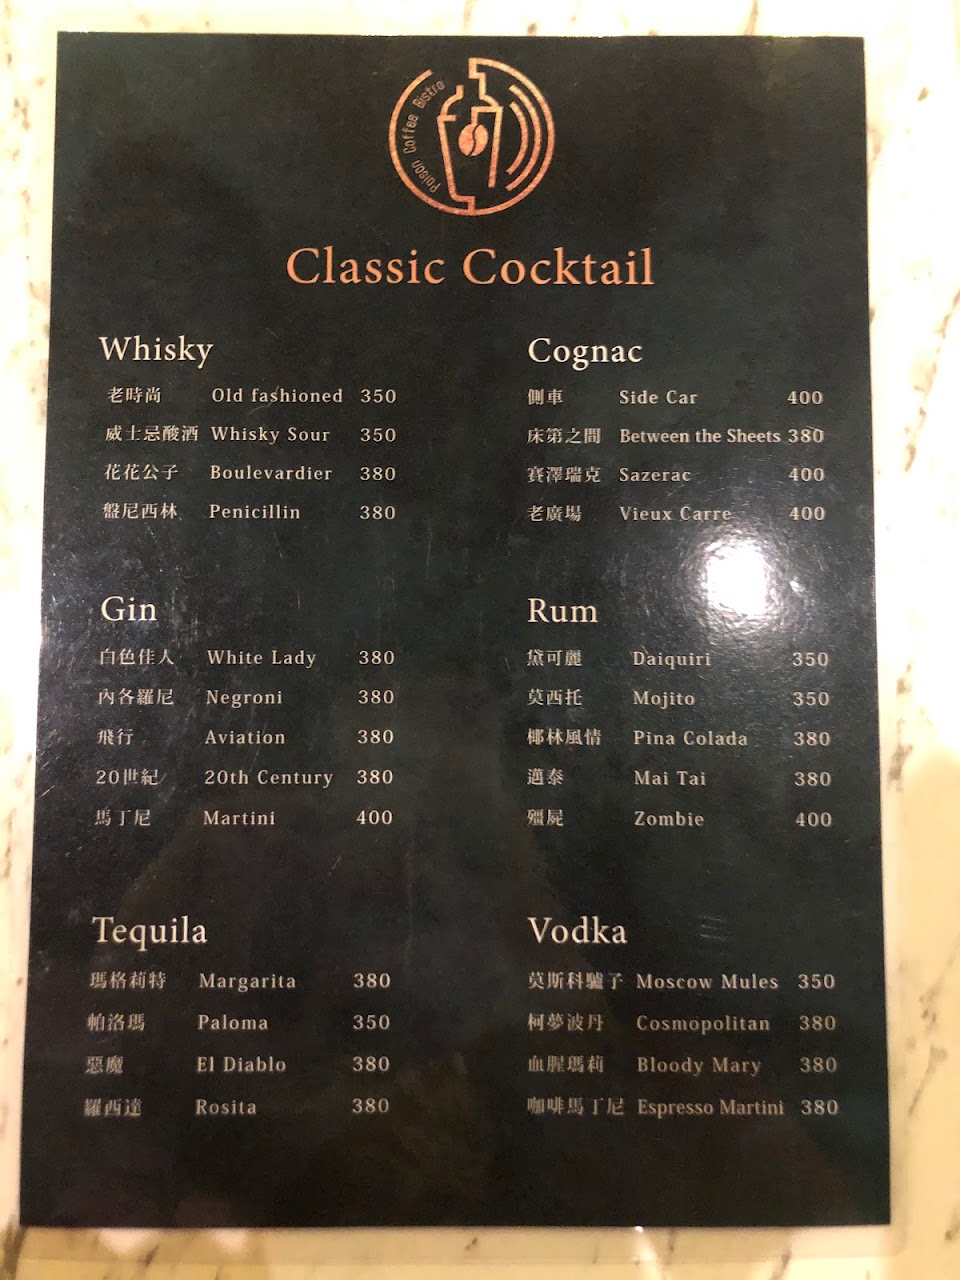 Poison Coffee Bistro
Classic Cocktail
Whisky
老時尚 Old fashioned 350
威士忌酸酒 Whisky Sour 350
花花公子 Boulevardier 380
盤尼西林 Penicillin 380
Cognac
側車 Side Car 400
床第之間 Between the Sheets 380
賽澤瑞克 Sazerac 400
老廣場 Vieux Carre 400
Gin
白色佳人 White Lady 380
內各羅尼 Negroni 380
飛行 Aviation 380
20世紀 20th Century 380
馬丁尼 Martini 400
Rum
黛可麗 Daiquiri 350
莫西托 Mojito 350
椰林風情 Pina Colada 380
邁泰 Mai Tai 380
殭屍 Zombie 400
Tequila
瑪格莉特 Margarita 380
帕洛瑪 Paloma 350
惡魔 El Diablo 380
羅西達 Rosita 380
Vodka
莫斯科驢子 Moscow Mules 350
柯夢波丹 Cosmopolitan 380
血腥瑪莉 Bloody Mary 380
咖啡馬丁尼 Espresso Martini 380